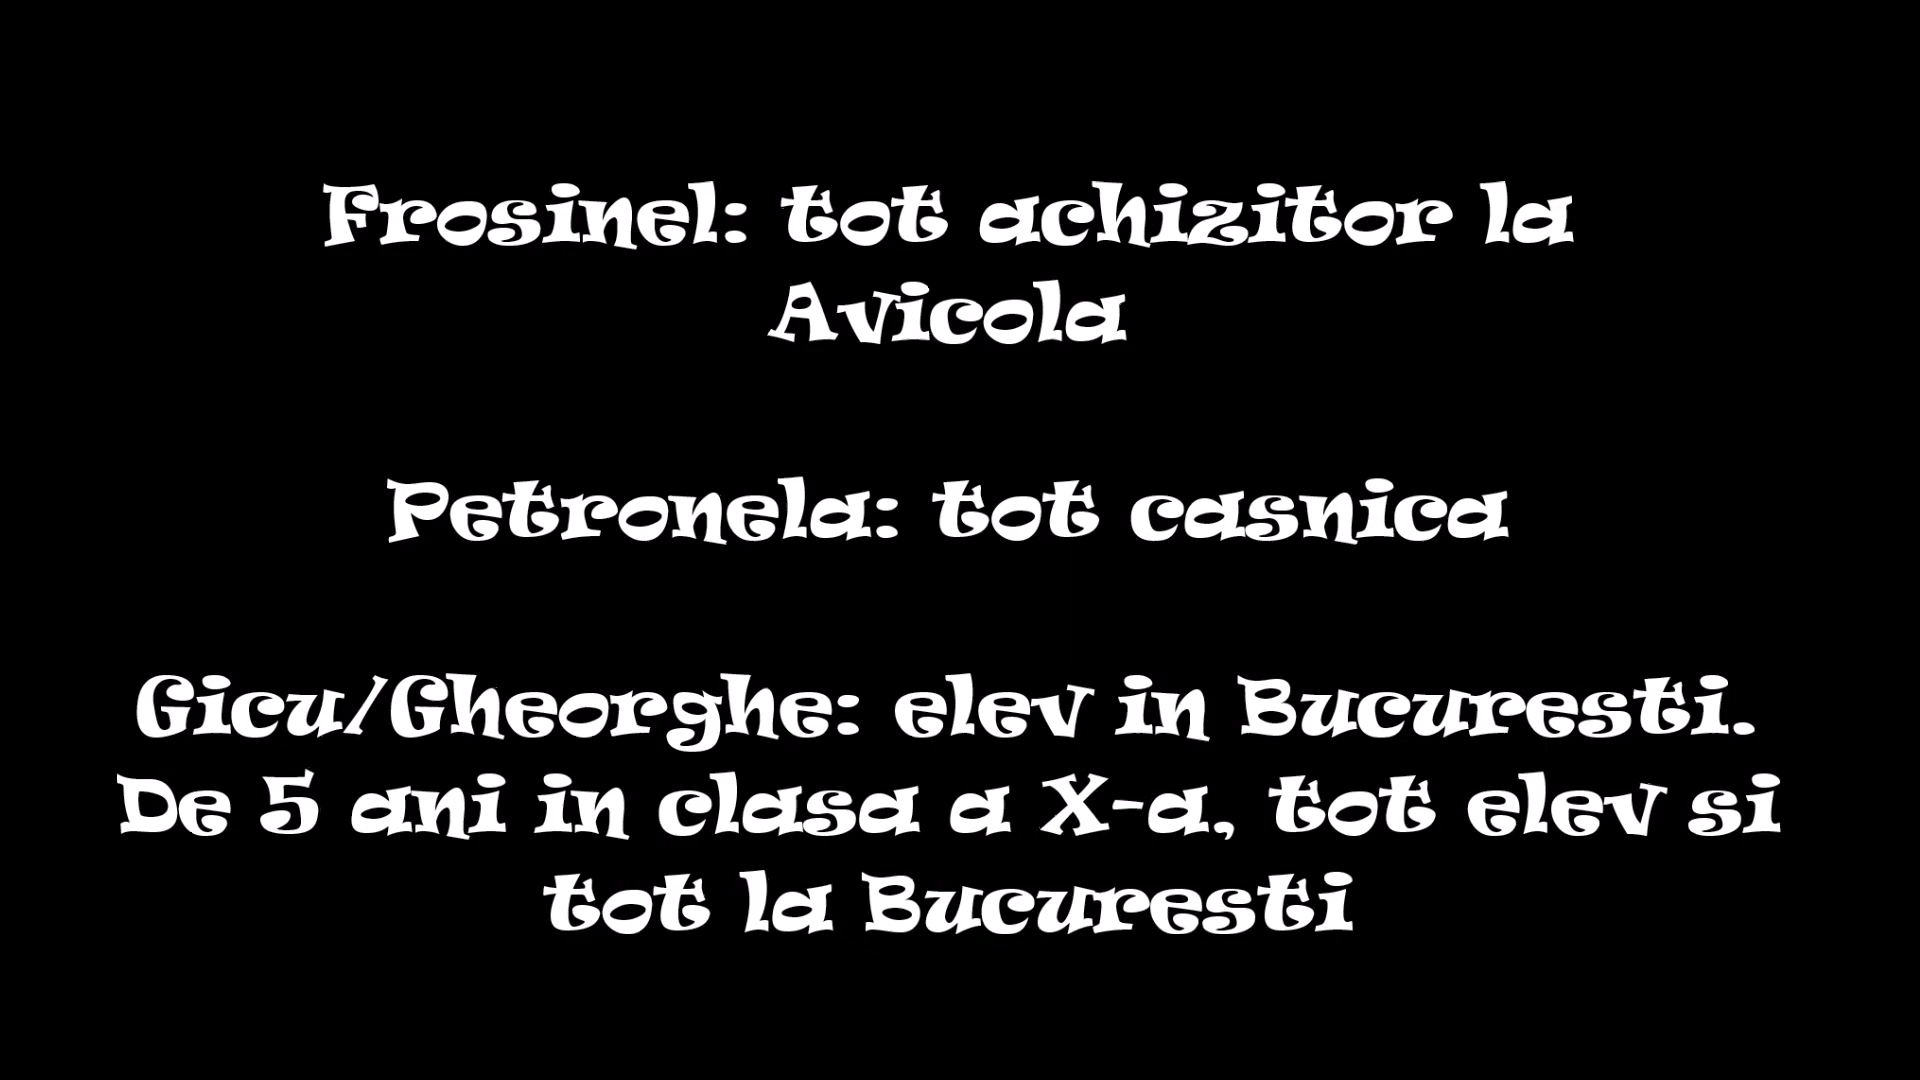 Frosinel: tot achizitor la
Avicola
Petronela: tot casnica
Gicu/Gheorghe: elev in Bucuresti.
De 5 ani in clasa a X-a, tot elev si
tot la Bucuresti